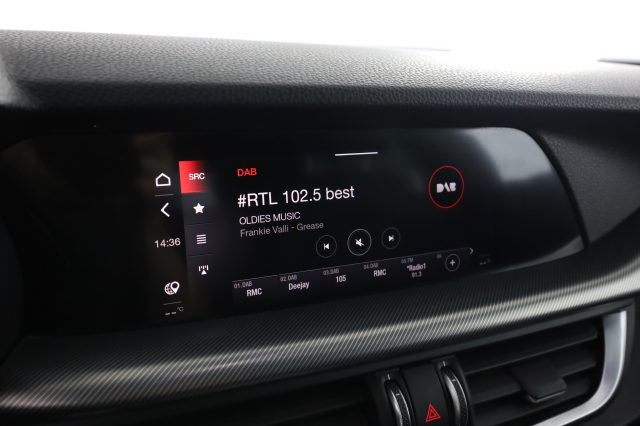 SRC
DAB
#RTL 102.5 best
OLDIES MUSIC
Frankie Valli - Grease
DAB
14:36
01.DAB
RMC
02.DAB
Deejay
03.DAB
105
04.DAB
RMC
05.FM
*Radio1
91.3
06
--°C